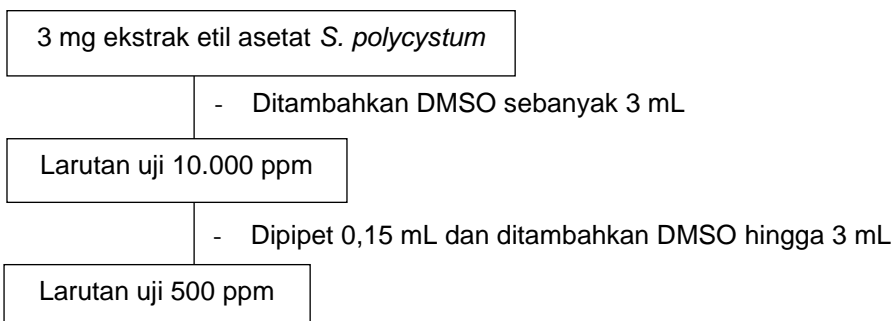 3 mg ekstrak etil asetat S. polycystum
- Ditambahkan DMSO sebanyak 3 mL
Larutan uji 10.000 ppm
- Dipipet 0,15 mL dan ditambahkan DMSO hingga 3 mL
Larutan uji 500 ppm